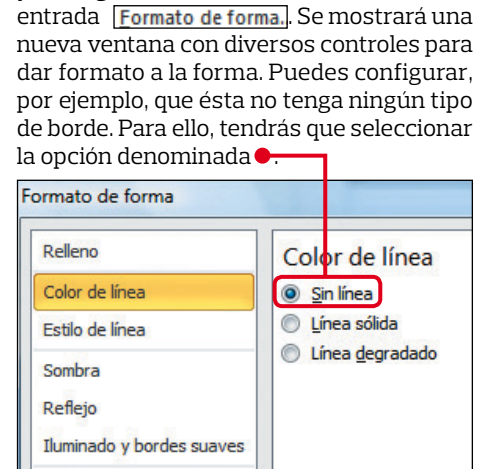 entrada Formato de forma.. Se mostrará una
nueva ventana con diversos controles para
dar formato a la forma. Puedes configurar,
por ejemplo, que ésta no tenga ningún tipo
de borde. Para ello, tendrás que seleccionar
la opción denominada .
Formato de forma
Relleno
Color de línea
Estilo de línea
Sombra
Reflejo
Iluminado y bordes suaves
Color de línea
Sin línea
Línea sólida
Línea degradado